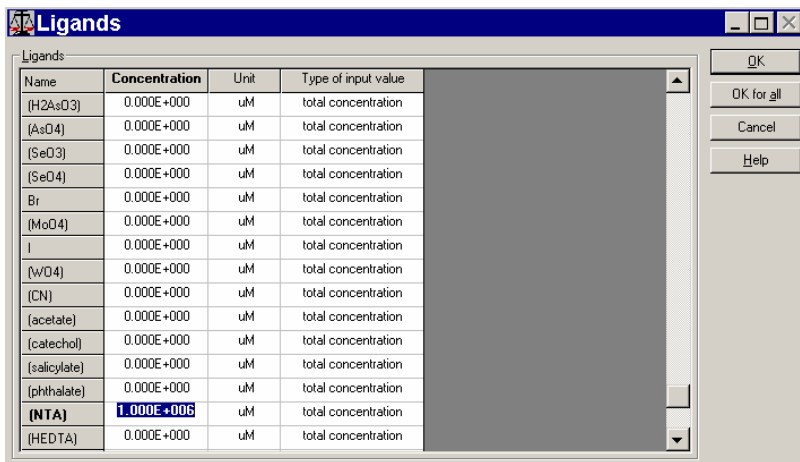 Ligands
Ligands
Name Concentration Unit Type of input value
(H2AsO3) 0.000E+000 uM total concentration
(AsO4) 0.000E+000 uM total concentration
(SeO3) 0.000E+000 uM total concentration
(SeO4) 0.000E+000 uM total concentration
Br 0.000E+000 uM total concentration
(MoO4) 0.000E+000 uM total concentration
I 0.000E+000 uM total concentration
(WO4) 0.000E+000 uM total concentration
(CN) 0.000E+000 uM total concentration
(acetate) 0.000E+000 uM total concentration
(catechol) 0.000E+000 uM total concentration
(salicylate) 0.000E+000 uM total concentration
(phthalate) 0.000E+000 uM total concentration
(NTA) 1.000E+006 uM total concentration
(HEDTA) 0.000E+000 uM total concentration
OK
OK for all
Cancel
Help